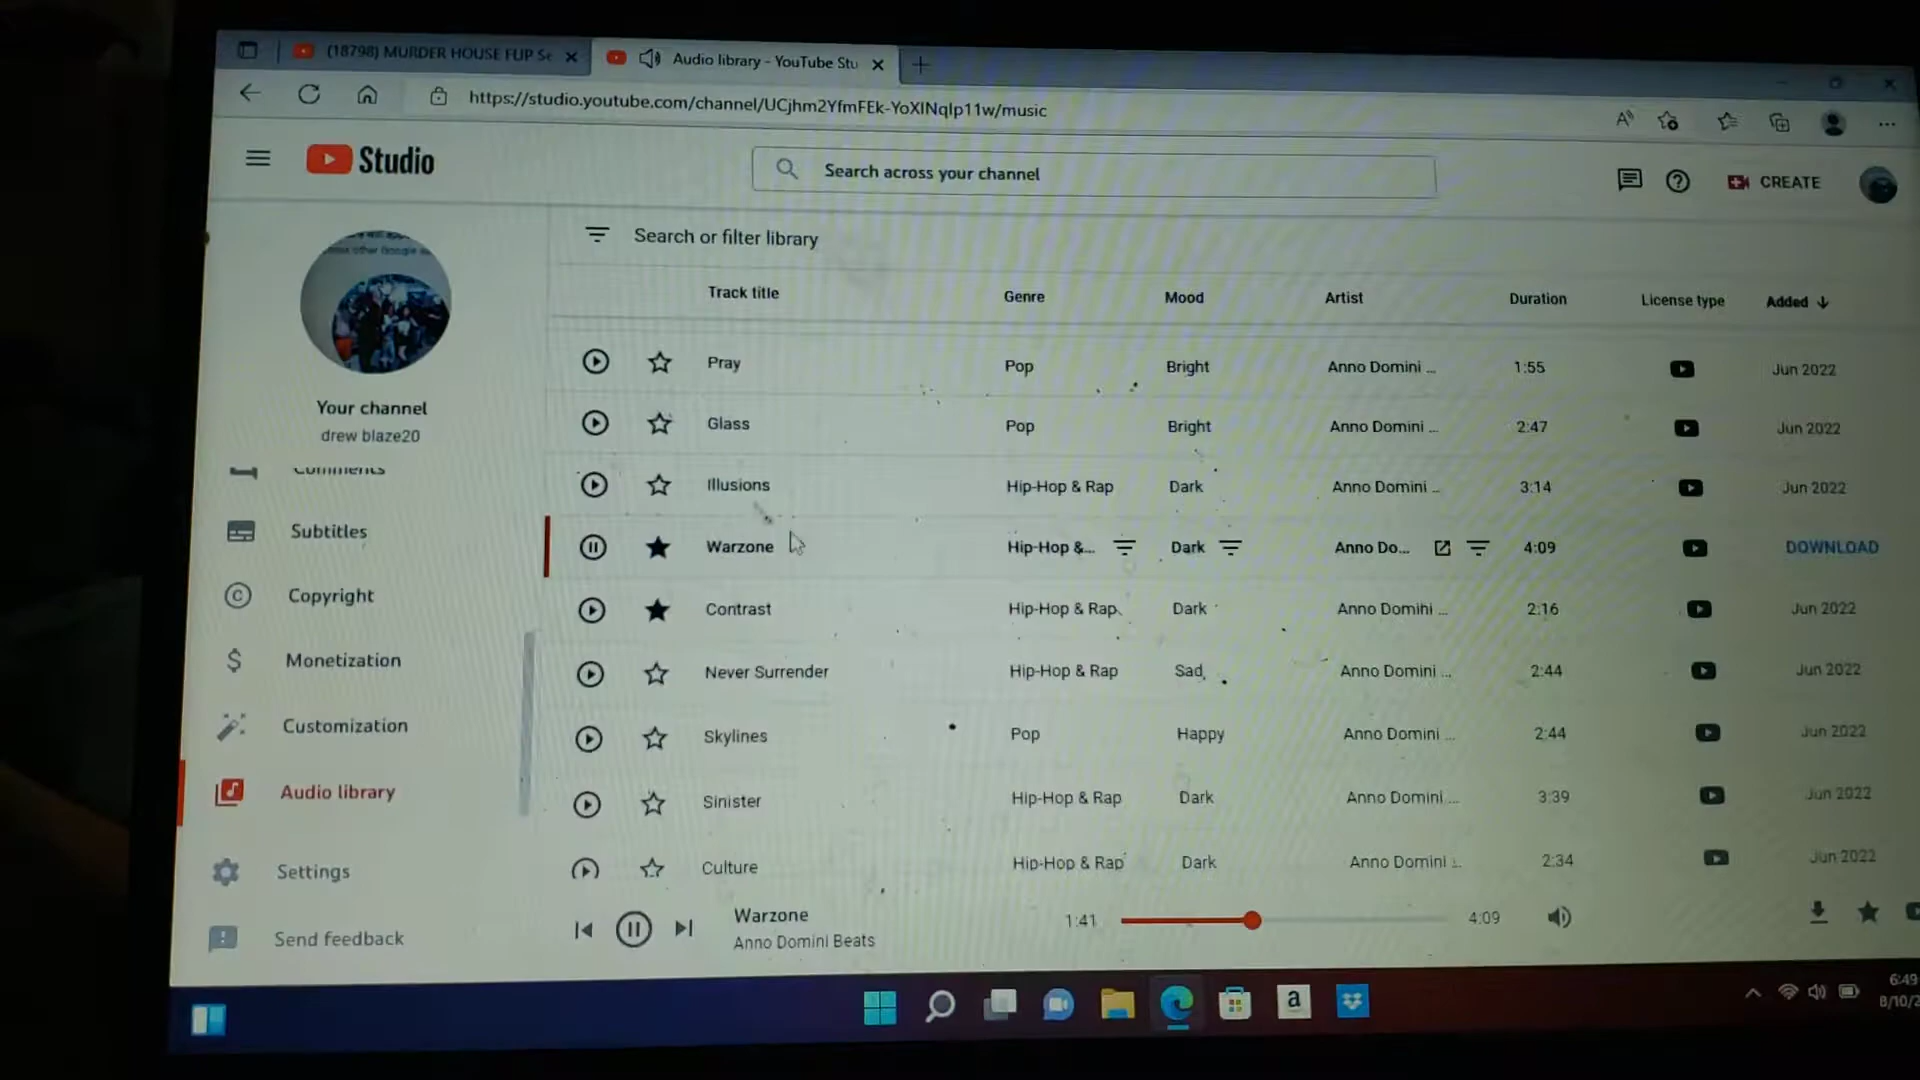 (18798) MURDER HOUSE FUP Se
Audio library - YouTube Stu
https://studio.youtube.com/channel/UCjhm2YfmFEk-YoXINqIp11w/music
Studio
Search across your channel
CREATE
Search or filter library
Track title Genre Mood Artist Duration License type Added
Pray Pop Bright Anno Domini ... 1:55 Jun 2022
Glass Pop Bright Anno Domini ... 2:47 Jun 2022
Illusions Hip-Hop & Rap Dark Anno Domini ... 3:14 Jun 2022
Warzone Hip-Hop &... Dark Anno Do... 4:09 DOWNLOAD
Contrast Hip-Hop & Rap Dark Anno Domini ... 2:16 Jun 2022
Never Surrender Hip-Hop & Rap Sad Anno Domini ... 2:44 Jun 2022
Skylines Pop Happy Anno Domini ... 2:44 Jun 2022
Sinister Hip-Hop & Rap Dark Anno Domini ... 3:39 Jun 2022
Culture Hip-Hop & Rap Dark Anno Domini ... 2:34 Jun 2022
Your channel
drew blaze20
Comments
Subtitles
Copyright
Monetization
Customization
Audio library
Settings
Send feedback
Warzone
Anno Domini Beats
1:41
4:09
6:49
8/10/2